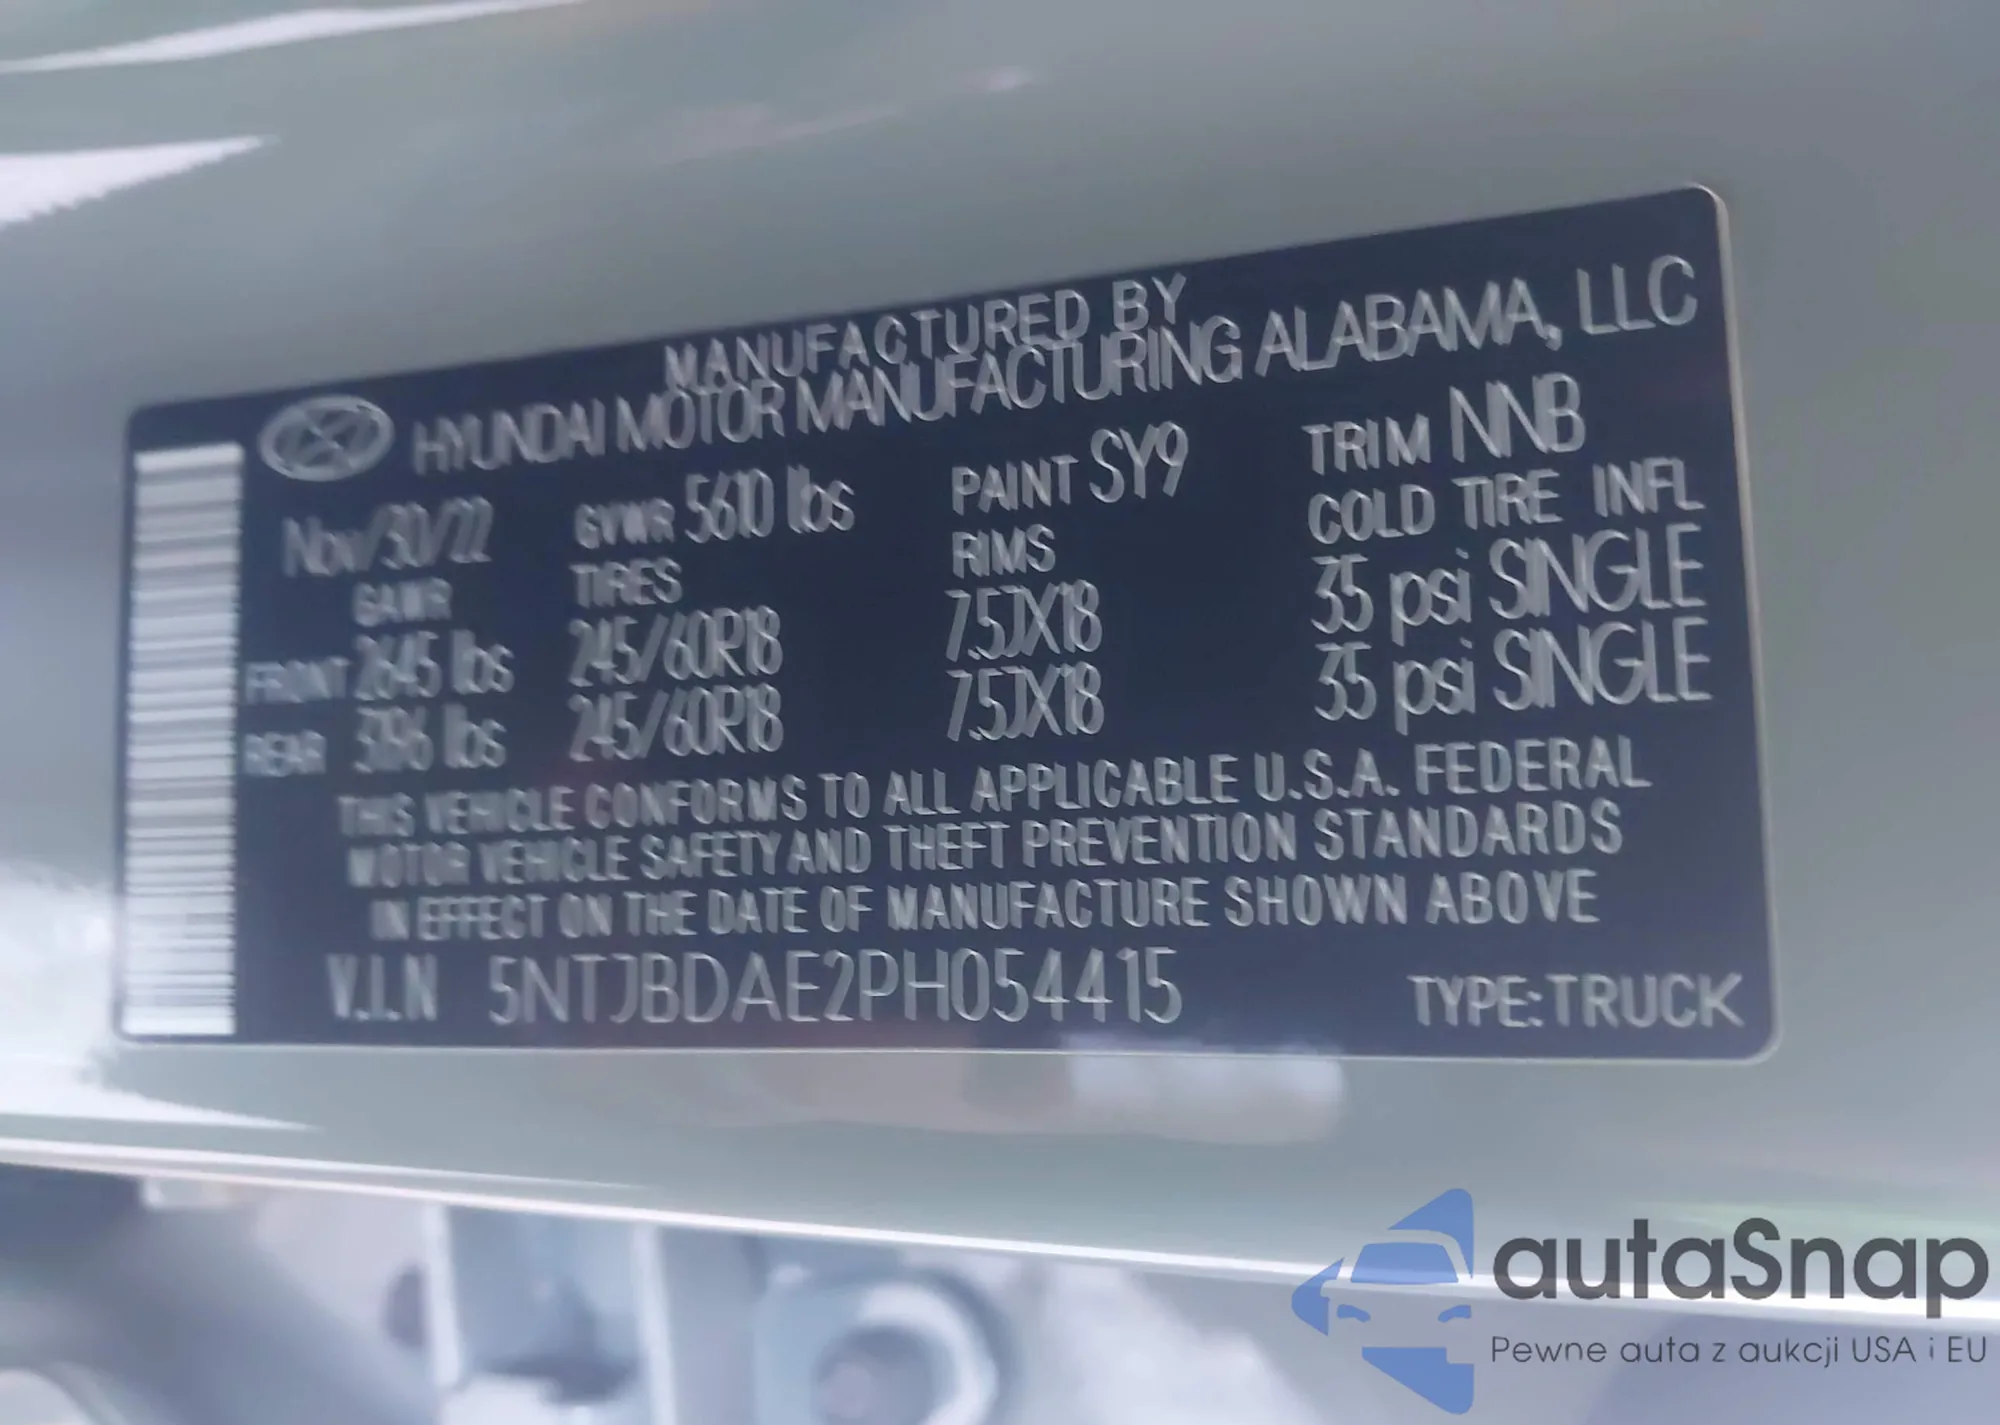 MANUFACTURED BY
HYUNDAI MOTOR MANUFACTURING ALABAMA, LLC
Nov/30/22 GVWR 5610 lbs PAINT SY9 TRIM NNB
GAWR TIRES RIMS COLD TIRE INFL
FRONT 2645 lbs 245/60R18 7.5JX18 35 psi SINGLE
REAR 3196 lbs 245/60R18 7.5JX18 35 psi SINGLE
THIS VEHICLE CONFORMS TO ALL APPLICABLE U.S.A. FEDERAL
MOTOR VEHICLE SAFETY AND THEFT PREVENTION STANDARDS
IN EFFECT ON THE DATE OF MANUFACTURE SHOWN ABOVE
V.I.N 5NTJBDAE2PH054415 TYPE:TRUCK
autaSnap
Pewne auta z aukcji USA i EU